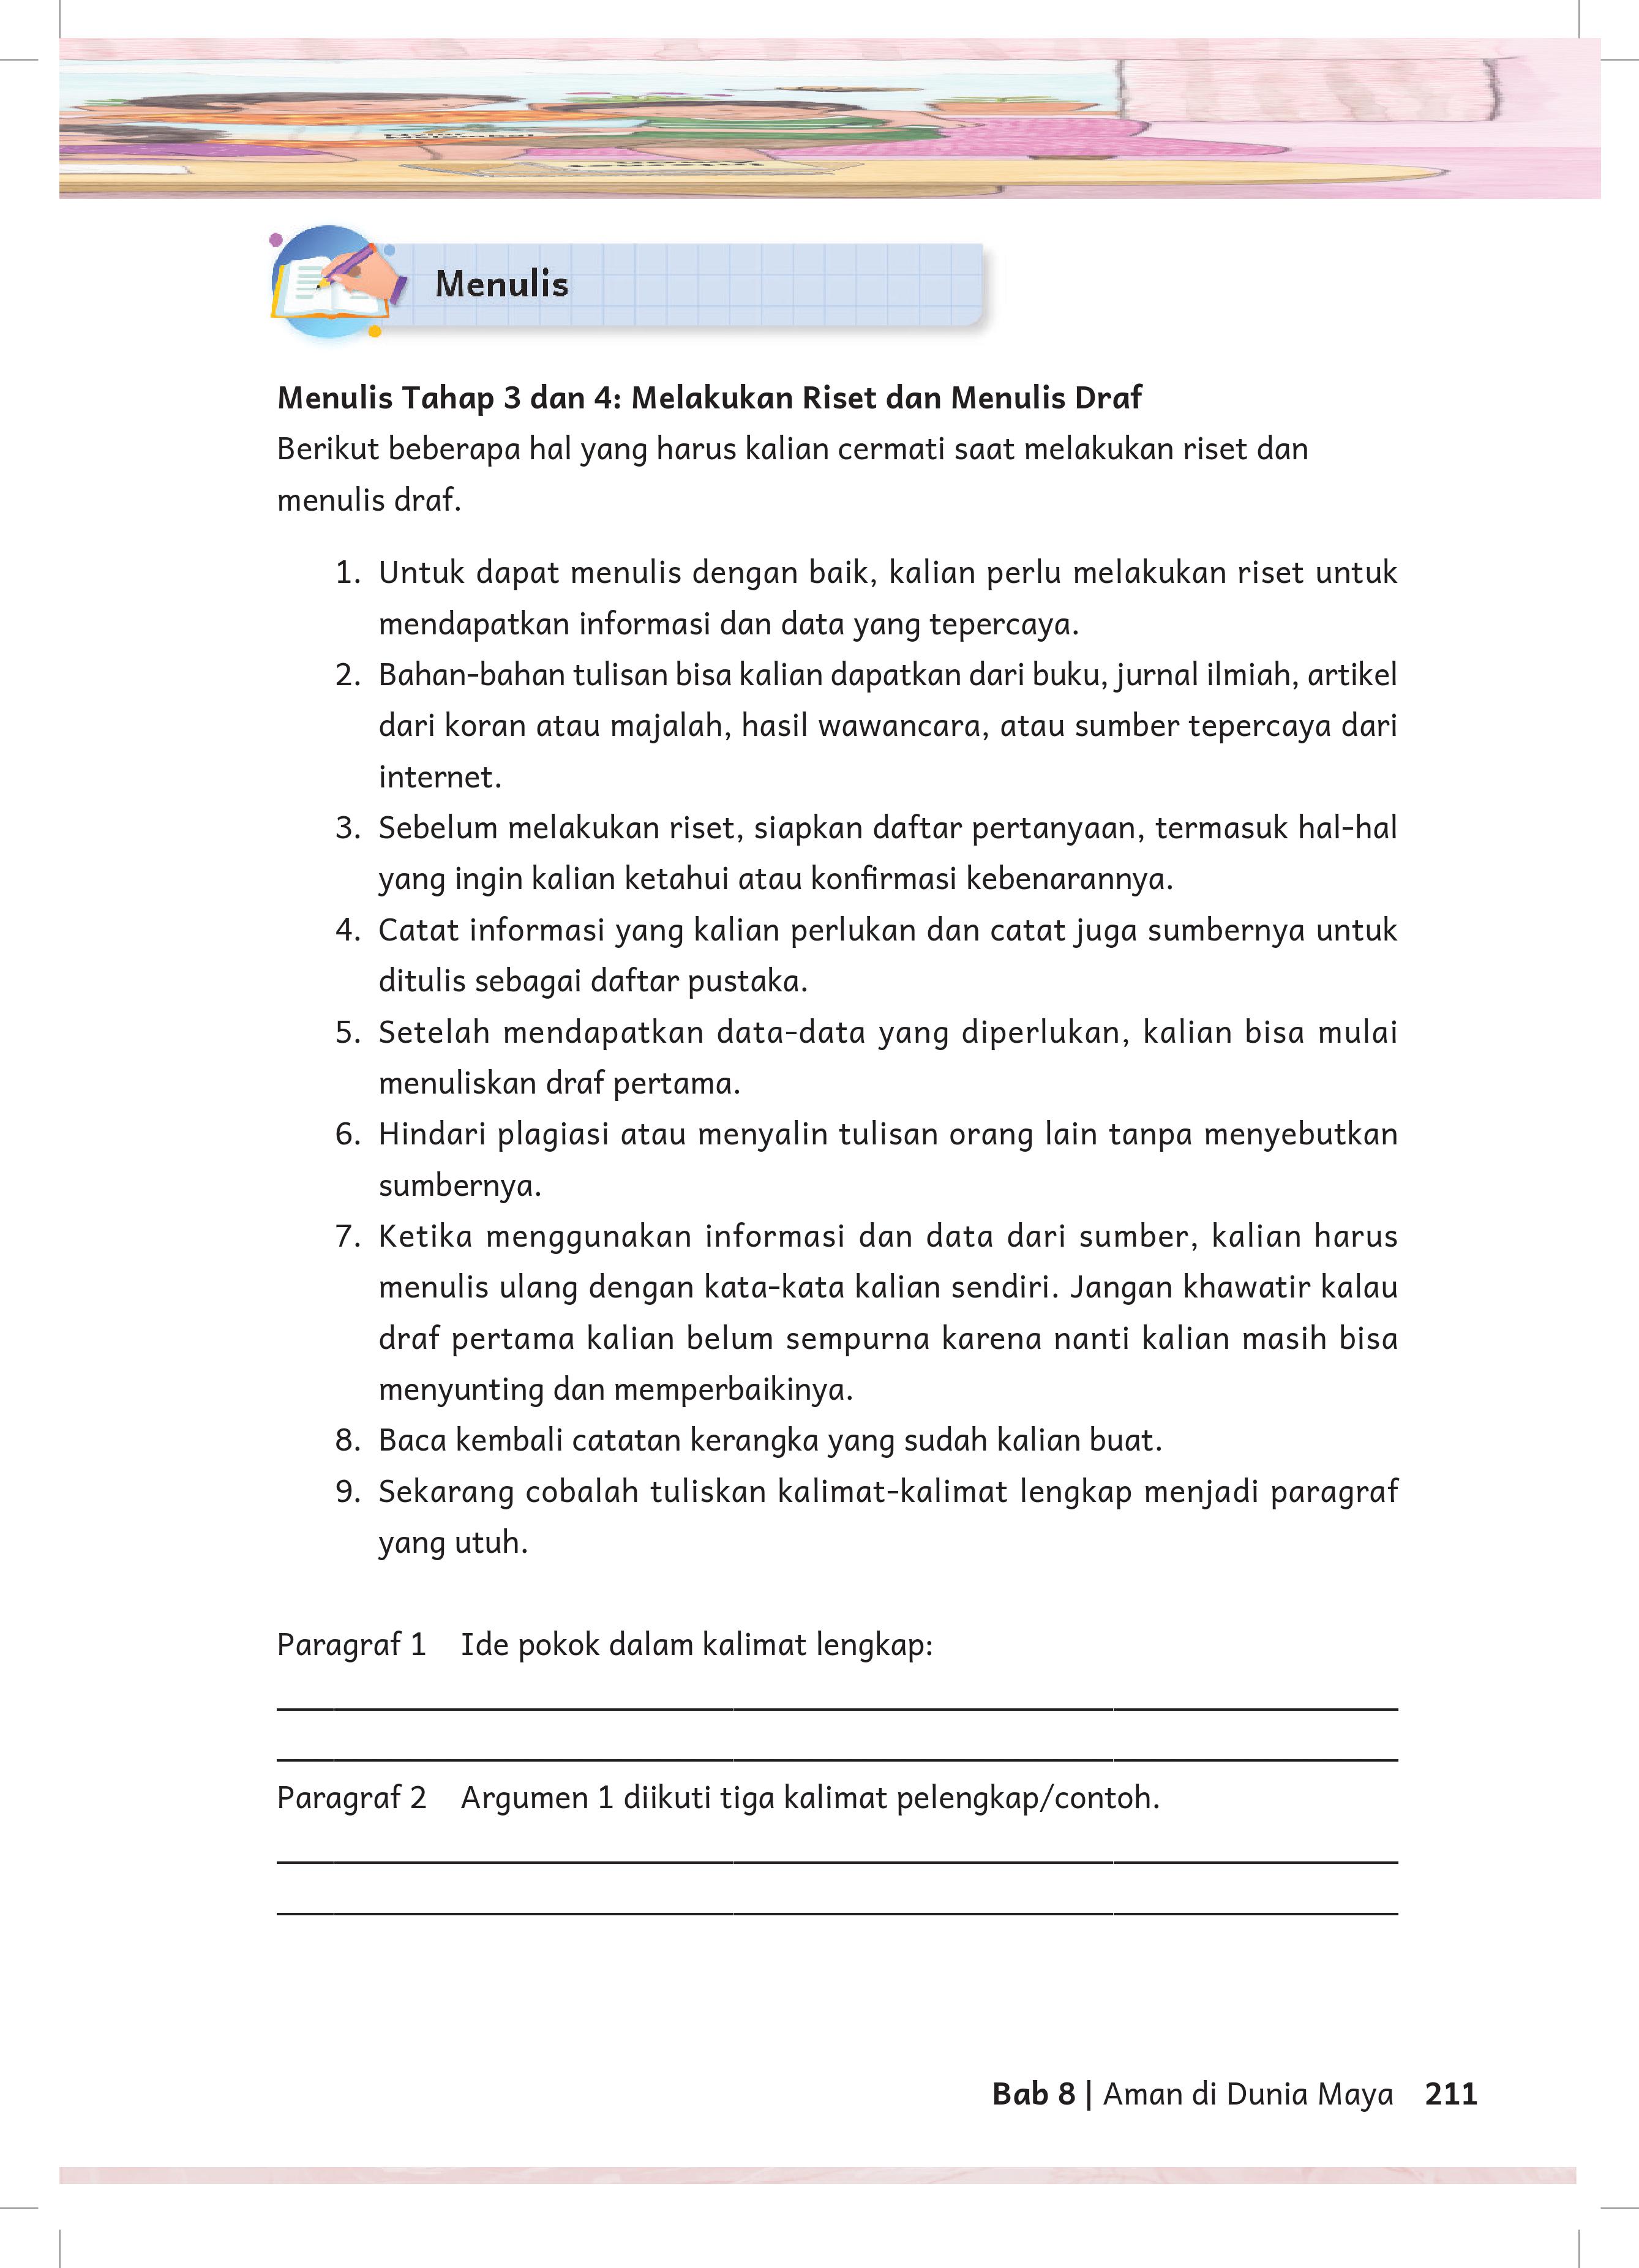 Menulis
Menulis Tahap 3 dan 4: Melakukan Riset dan Menulis Draf
Berikut beberapa hal yang harus kalian cermati saat melakukan riset dan
menulis draf.
1. Untuk dapat menulis dengan baik, kalian perlu melakukan riset untuk
mendapatkan informasi dan data yang tepercaya.
2. Bahan-bahan tulisan bisa kalian dapatkan dari buku, jurnal ilmiah, artikel
dari koran atau majalah, hasil wawancara, atau sumber tepercaya dari
internet.
3. Sebelum melakukan riset, siapkan daftar pertanyaan, termasuk hal-hal
yang ingin kalian ketahui atau konfirmasi kebenarannya.
4. Catat informasi yang kalian perlukan dan catat juga sumbernya untuk
ditulis sebagai daftar pustaka.
5. Setelah mendapatkan data-data yang diperlukan, kalian bisa mulai
menuliskan draf pertama.
6. Hindari plagiasi atau menyalin tulisan orang lain tanpa menyebutkan
sumbernya.
7. Ketika menggunakan informasi dan data dari sumber, kalian harus
menulis ulang dengan kata-kata kalian sendiri. Jangan khawatir kalau
draf pertama kalian belum sempurna karena nanti kalian masih bisa
menyunting dan memperbaikinya.
8. Baca kembali catatan kerangka yang sudah kalian buat.
9. Sekarang cobalah tuliskan kalimat-kalimat lengkap menjadi paragraf
yang utuh.
Paragraf 1 Ide pokok dalam kalimat lengkap:
Paragraf 2 Argumen 1 diikuti tiga kalimat pelengkap/contoh.
Bab 8 | Aman di Dunia Maya 211